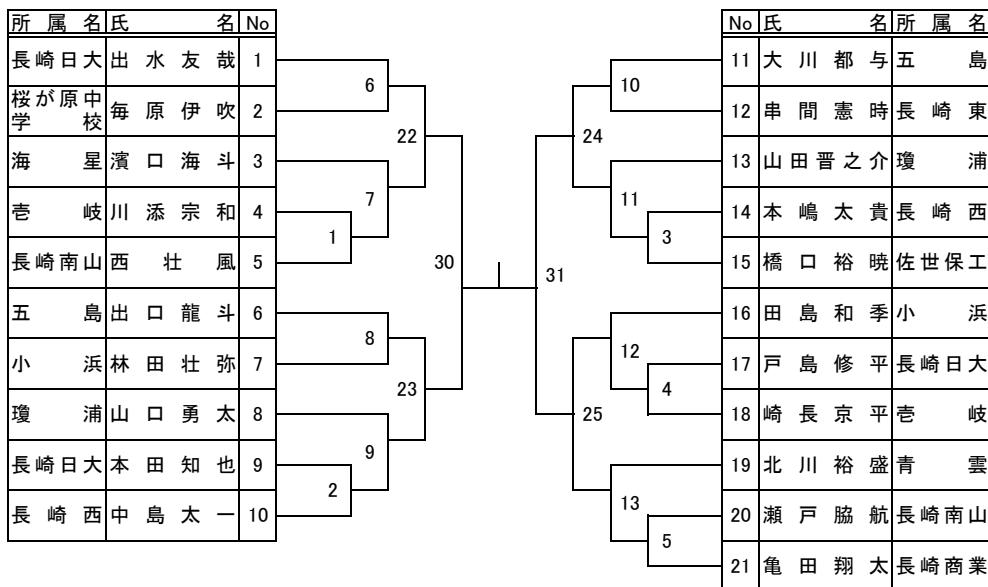 所属名 氏名 No
長崎日大 出水友哉 1
桜が原中学校 毎原伊吹 2
海星 濱口海斗 3
壱岐 川添宗和 4
長崎南山 西壮風 5
五島 出口龍斗 6
小浜 林田壮弥 7
瓊浦 山口勇太 8
長崎日大 本田知也 9
長崎西 中島太一 10
6
22
7
1
30
8
23
9
2
No 氏名 所属名
11 大川都与 五島
12 串間憲時 長崎東
13 山田晋之介 瓊浦
14 本嶋太貴 長崎西
15 橋口裕暁 佐世保工
16 田島和季 小浜
17 戸島修平 長崎日大
18 崎長京平 壱岐
19 北川裕盛 青雲
20 瀬戸脇航 長崎南山
21 亀田翔太 長崎商業
10
24
11
3
31
12
4
25
13
5